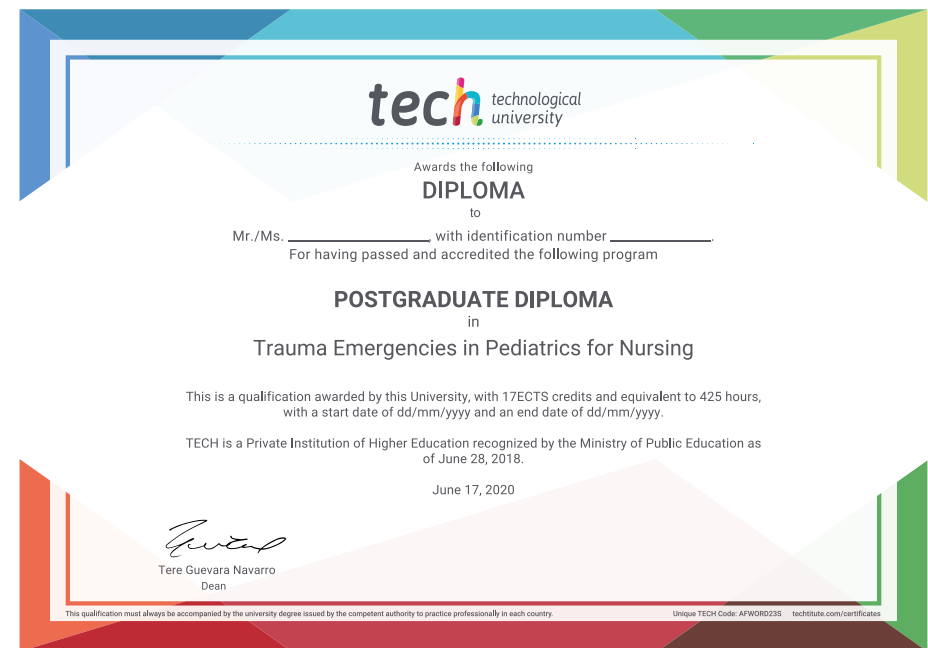 tech technological
university
Awards the following
DIPLOMA
to
Mr./Ms. ____________, with identification number ____________.
For having passed and accredited the following program
POSTGRADUATE DIPLOMA
in
Trauma Emergencies in Pediatrics for Nursing
This is a qualification awarded by this University, with 17ECTS credits and equivalent to 425 hours,
with a start date of dd/mm/yyyy and an end date of dd/mm/yyyy.
TECH is a Private Institution of Higher Education recognized by the Ministry of Public Education as
of June 28, 2018.
June 17, 2020
Tere Guevara Navarro
Dean
This qualification must always be accompanied by the university degree issued by the competent authority to practice professionally in each country.
Unique TECH Code: AFWORD23S techtitute.com/certificates